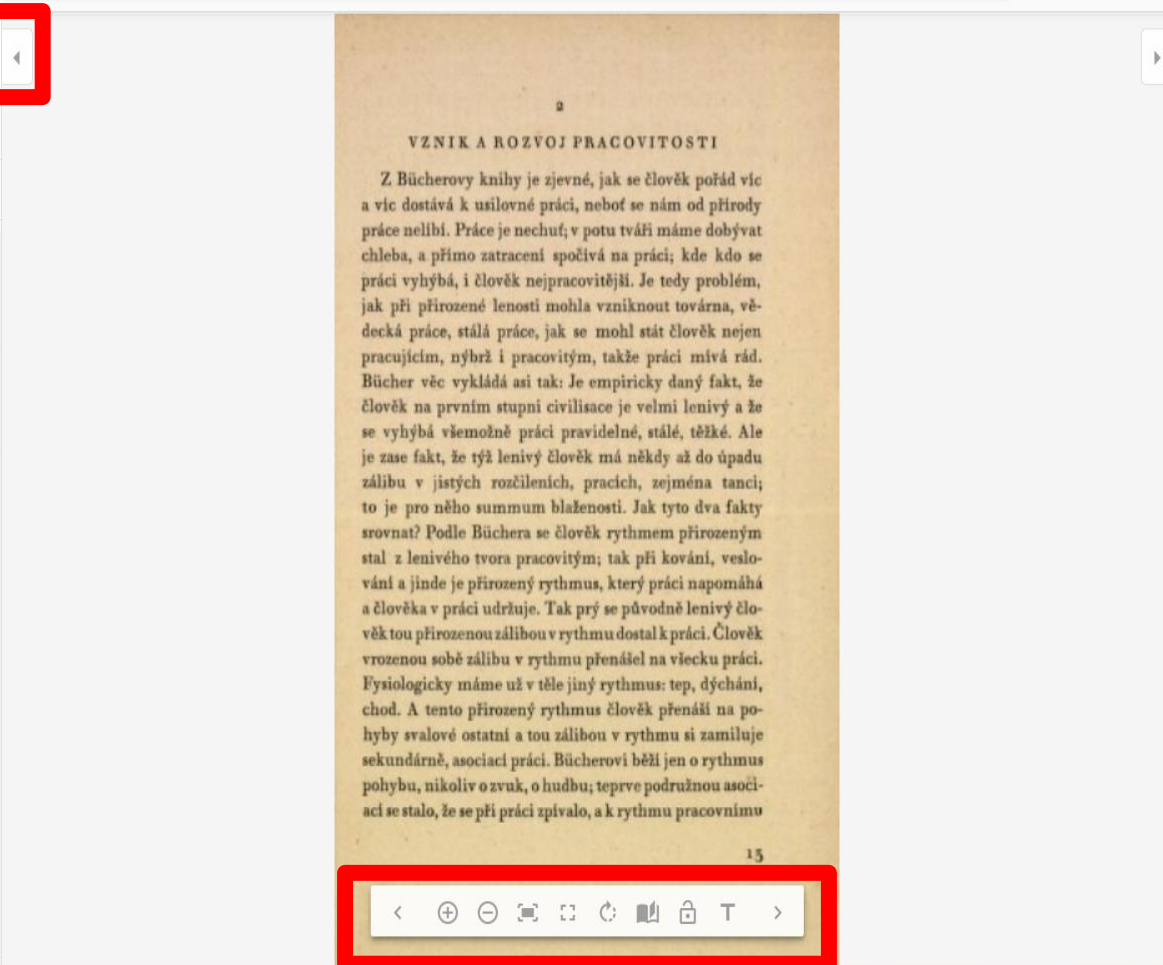 2
VZNIK A ROZVOJ PRACOVITOSTI
Z Bücherovy knihy je zjevné, jak se člověk pořád víc
a víc dostává k usilovné práci, neboť se nám od přírody
práce nelíbí. Práce je nechuť; v potu tváři máme dobývat
chleba, a přímo zatracení spočívá na práci; kde kdo se
práci vyhýbá, i člověk nejpracovitější. Je tedy problém,
jak při přirozené lenosti mohla vzniknout továrna, vě-
decká práce, stálá práce, jak se mohl stát člověk nejen
pracujícím, nýbrž i pracovitým, takže práci mívá rád.
Bücher věc vykládá asi tak: Je empiricky daný fakt, že
člověk na prvním stupni civilisace je velmi lenivý a že
se vyhýbá všemožně práci pravidelné, stálé, těžké. Ale
je zase fakt, že týž lenivý člověk má někdy až do úpadu
zálibu v jistých rozčileních, pracích, zejména tanci;
to je pro něho summum blaženosti. Jak tyto dva fakty
srovnat? Podle Büchera se člověk rythmem přirozeným
stal z lenivého tvora pracovitým; tak při kování, veslo-
vání a jinde je přirozený rythmus, který práci napomáhá
a člověka v práci udržuje. Tak prý se původně lenivý člo-
věk tou přirozenou zálibou v rythmu dostal k práci. Člověk
vrozenou sobě zálibu v rythmu přenášel na všecku práci.
Fysiologicky máme už v těle jiný rythmus: tep, dýchání,
chod. A tento přirozený rythmus člověk přenáší na po-
hyby svalové ostatní a tou zálibou v rythmu si zamiluje
sekundárně, asociací práci. Bücherovi běží jen o rythmus
pohybu, nikoliv o zvuk, o hudbu; teprve podružnou asoci-
ací se stalo, že se při práci zpívalo, a k rythmu pracovnímu
15
T